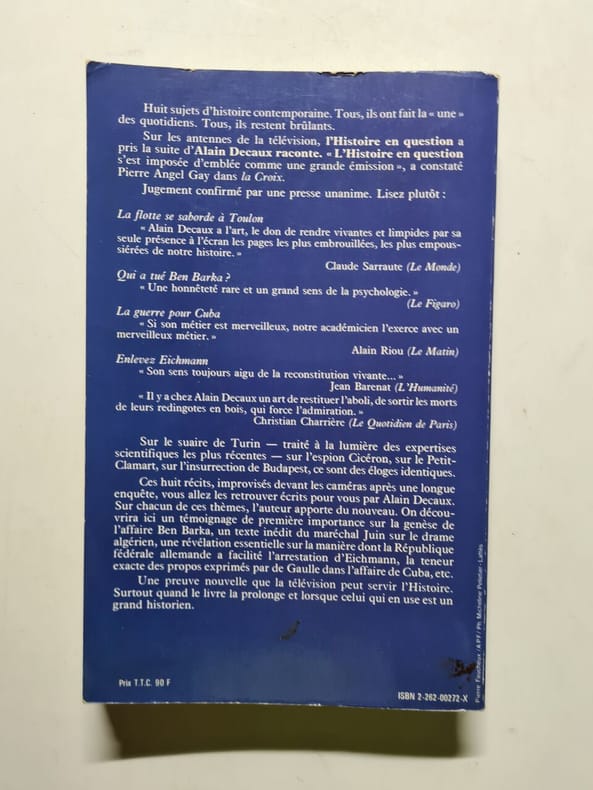 Huit sujets d'histoire contemporaine. Tous, ils ont fait la « une »
des quotidiens. Tous, ils restent brûlants.
Sur les antennes de la télévision, l'Histoire en question a
pris la suite d'Alain Decaux raconte. « L'Histoire en question
s'est imposée d'emblée comme une grande émission », a constaté
Pierre Angel Gay dans la Croix.
Jugement confirmé par une presse unanime. Lisez plutôt :
La flotte se saborde à Toulon
« Alain Decaux a l'art, le don de rendre vivantes et limpides par sa
seule présence à l'écran les pages les plus embrouillées, les plus empous-
siérées de notre histoire. »
Claude Sarraute (Le Monde)
Qui a tué Ben Barka ?
« Une honnêteté rare et un grand sens de la psychologie. »
(Le Figaro)
La guerre pour Cuba
« Si son métier est merveilleux, notre académicien l'exerce avec un
merveilleux métier. »
Alain Riou (Le Matin)
Enlevez Eichmann
« Son sens toujours aigu de la reconstitution vivante... »
Jean Barenat (L'Humanité)
« Il y a chez Alain Decaux un art de restituer l'aboli, de sortir les morts
de leurs redingotes en bois, qui force l'admiration. »
Christian Charrière (Le Quotidien de Paris)
Sur le suaire de Turin — traité à la lumière des expertises
scientifiques les plus récentes — sur l'espion Cicéron, sur le Petit-
Clamart, sur l'insurrection de Budapest, ce sont des éloges identiques.
Ces huit récits, improvisés devant les caméras après une longue
enquête, vous allez les retrouver écrits pour vous par Alain Decaux.
Sur chacun de ces thèmes, l'auteur apporte du nouveau. On décou-
vrira ici un témoignage de première importance sur la genèse de
l'affaire Ben Barka, un texte inédit du maréchal Juin sur le drame
algérien, une révélation essentielle sur la manière dont la République
fédérale allemande a facilité l'arrestation d'Eichmann, la teneur
exacte des propos exprimés par de Gaulle dans l'affaire de Cuba, etc.
Une preuve nouvelle que la télévision peut servir l'Histoire.
Surtout quand le livre la prolonge et lorsque celui qui en use est un
grand historien.
Prix T.T.C. 90 F
ISBN 2-262-00272-X
Pierre Faucheux / A.P.F / Ph. Micheline Pelletier - Lattès